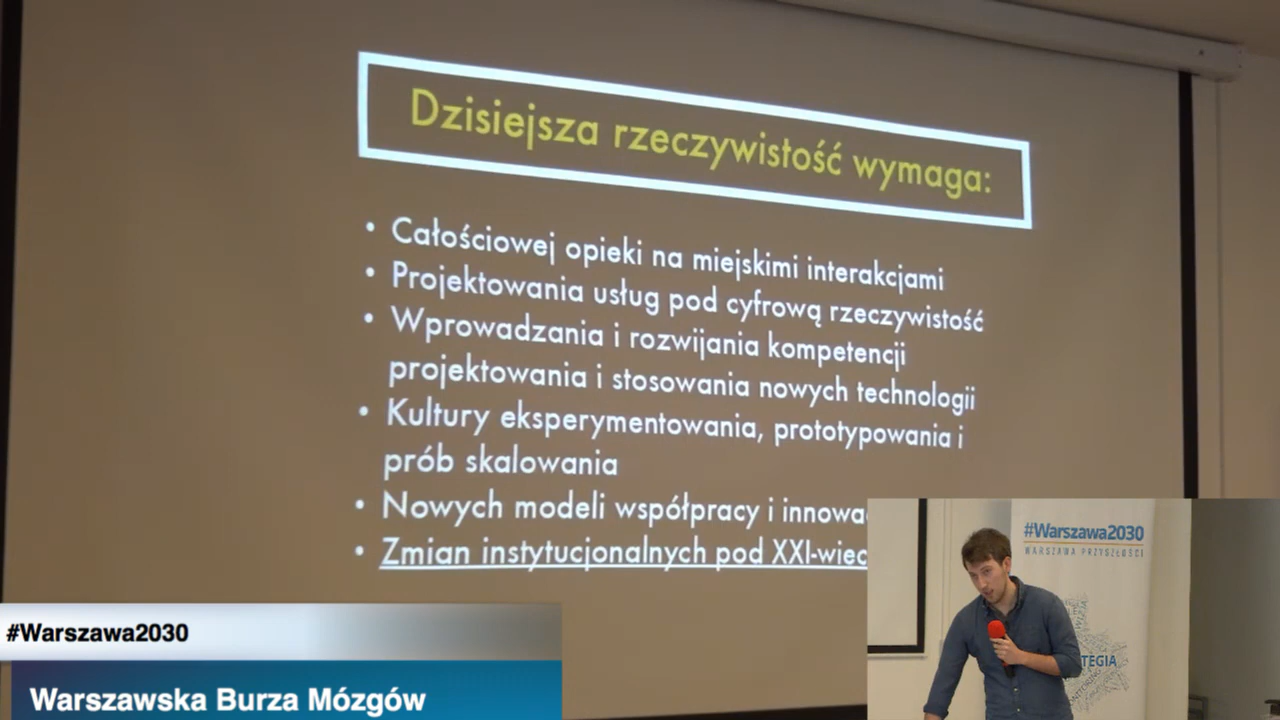 Dzisiejsza rzeczywistość wymaga:
• Całościowej opieki na miejskimi interakcjami
• Projektowania usług pod cyfrową rzeczywistość
• Wprowadzania i rozwijania kompetencji
projektowania i stosowania nowych technologii
• Kultury eksperymentowania, prototypowania i
prób skalowania
• Nowych modeli współpracy i innowa
• Zmian instytucjonalnych pod XXI-wiec
#Warszawa2030
WARSZAWA PRZYSZŁOŚCI
TEGIA
#Warszawa2030
Warszawska Burza Mózgów